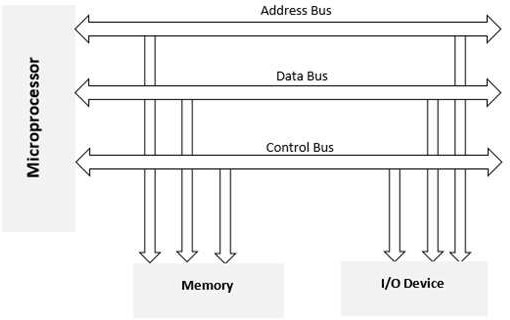 Address Bus
Data Bus
Control Bus
Microprocessor
Memory
I/O Device